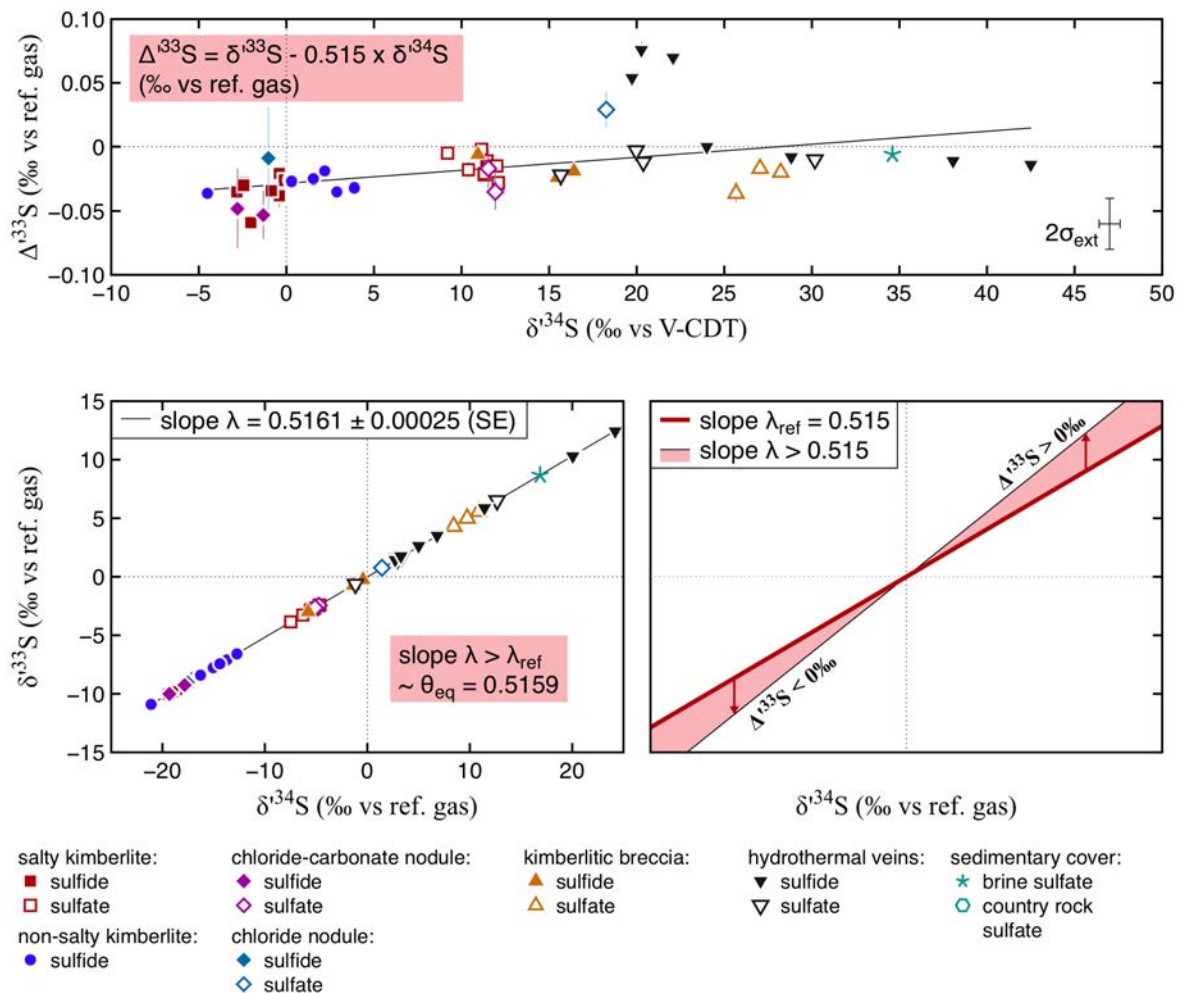 Δ'³³S = δ'³³S - 0.515 x δ'³⁴S
(‰ vs ref. gas)
Δ'³³S (‰ vs ref. gas)
0.10
0.05
0
−0.05
−0.10
2σext
−10 −5 0 5 10 15 20 25 30 35 40 45 50
δ'³⁴S (‰ vs V-CDT)
δ'³³S (‰ vs ref. gas)
15
10
5
0
−5
−10
−15
slope λ = 0.5161 ± 0.00025 (SE)
slope λ > λref
~ θeq = 0.5159
−20 −10 0 10 20
δ'³⁴S (‰ vs ref. gas)
slope λref = 0.515
slope λ > 0.515
Δ'³³S > 0‰
Δ'³³S < 0‰
δ'³⁴S (‰ vs ref. gas)
salty kimberlite:
sulfide
sulfate
non-salty kimberlite:
sulfide
chloride-carbonate nodule:
sulfide
sulfate
chloride nodule:
sulfide
sulfate
kimberlitic breccia:
sulfide
sulfate
hydrothermal veins:
sulfide
sulfate
sedimentary cover:
brine sulfate
country rock
sulfate